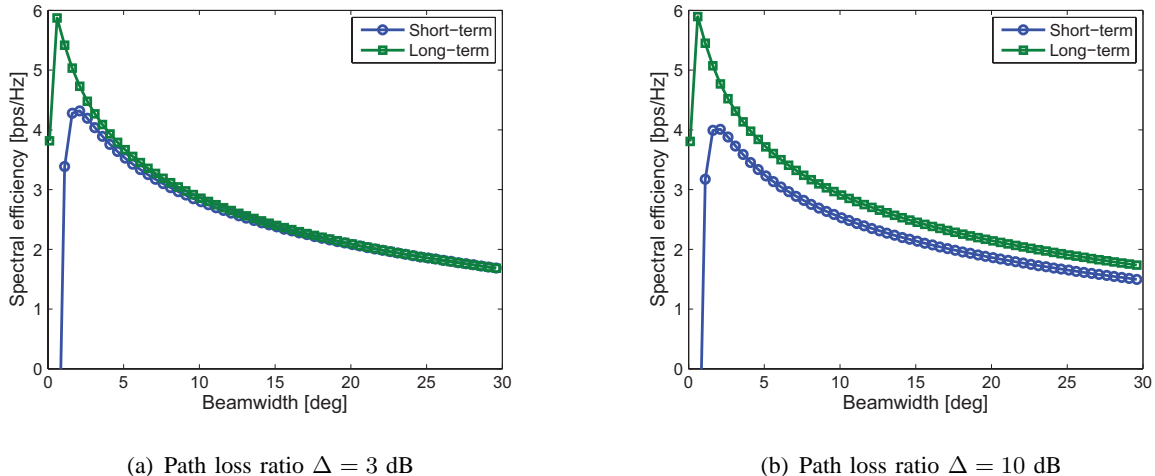 6
5
4
3
2
1
0
Spectral efficiency [bps/Hz]
Short−term
Long−term
0 5 10 15 20 25 30
Beamwidth [deg]
(a) Path loss ratio Δ = 3 dB
6
5
4
3
2
1
0
Spectral efficiency [bps/Hz]
Short−term
Long−term
0 5 10 15 20 25 30
Beamwidth [deg]
(b) Path loss ratio Δ = 10 dB